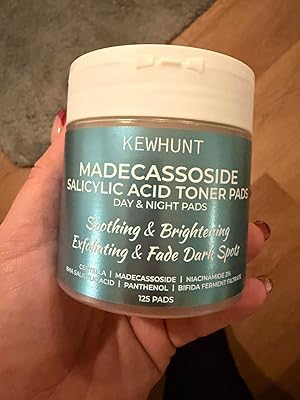 KEWHUNT
MADECASSOSIDE
SALICYLIC ACID TONER PADS
DAY & NIGHT PADS
Soothing & Brightening
Exfoliating & Fade Dark Spots
CENTELLA | MADECASSOSIDE | NIACINAMIDE 2%
BHA SALICYLIC ACID | PANTHENOL | BIFIDA FERMENT FILTRATE
125 PADS